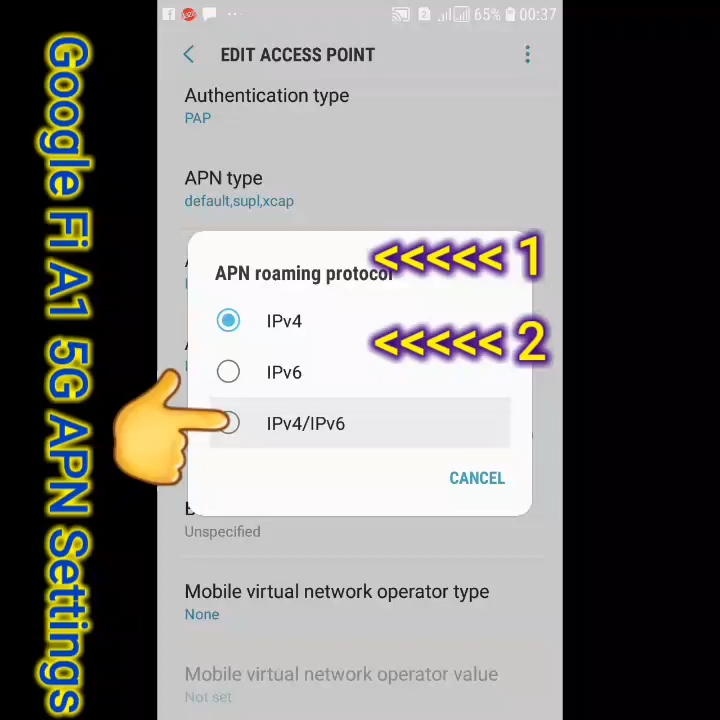 Google Fi A1 5G APN Settings
2
65%
00:37
EDIT ACCESS POINT
Authentication type
PAP
APN type
default,supl,xcap
<<<<< 1
APN roaming protocol
IPv4
<<<<< 2
IPv6
IPv4/IPv6
CANCEL
Unspecified
Mobile virtual network operator type
None
Mobile virtual network operator value
Not set